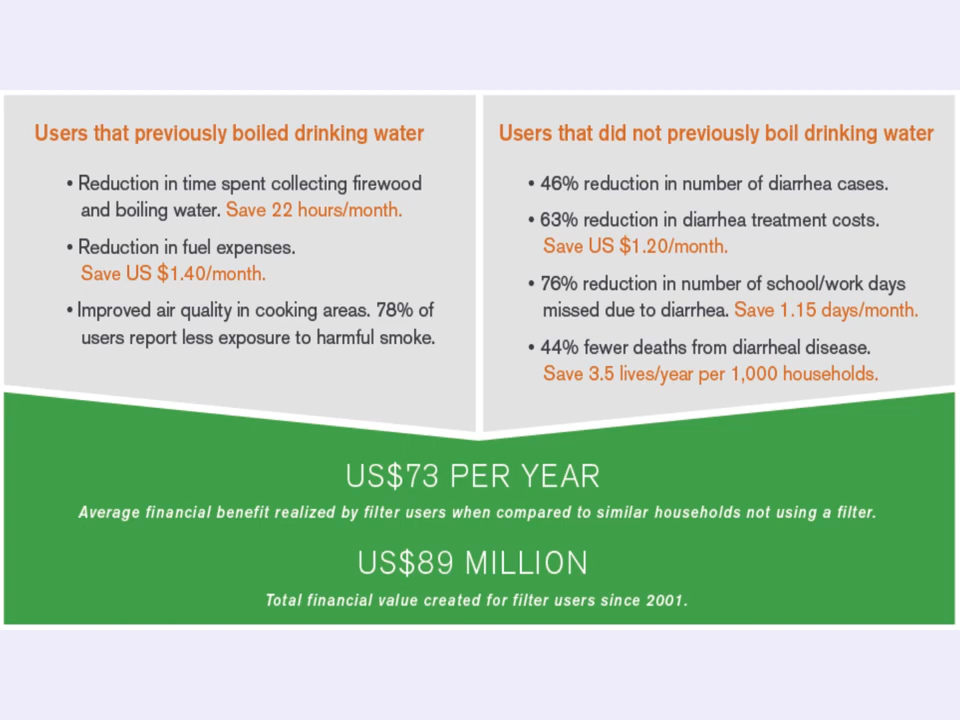 Users that previously boiled drinking water
• Reduction in time spent collecting firewood
and boiling water. Save 22 hours/month.
• Reduction in fuel expenses.
Save US $1.40/month.
• Improved air quality in cooking areas. 78% of
users report less exposure to harmful smoke.
Users that did not previously boil drinking water
• 46% reduction in number of diarrhea cases.
• 63% reduction in diarrhea treatment costs.
Save US $1.20/month.
• 76% reduction in number of school/work days
missed due to diarrhea. Save 1.15 days/month.
• 44% fewer deaths from diarrheal disease.
Save 3.5 lives/year per 1,000 households.
US$73 PER YEAR
Average financial benefit realized by filter users when compared to similar households not using a filter.
US$89 MILLION
Total financial value created for filter users since 2001.